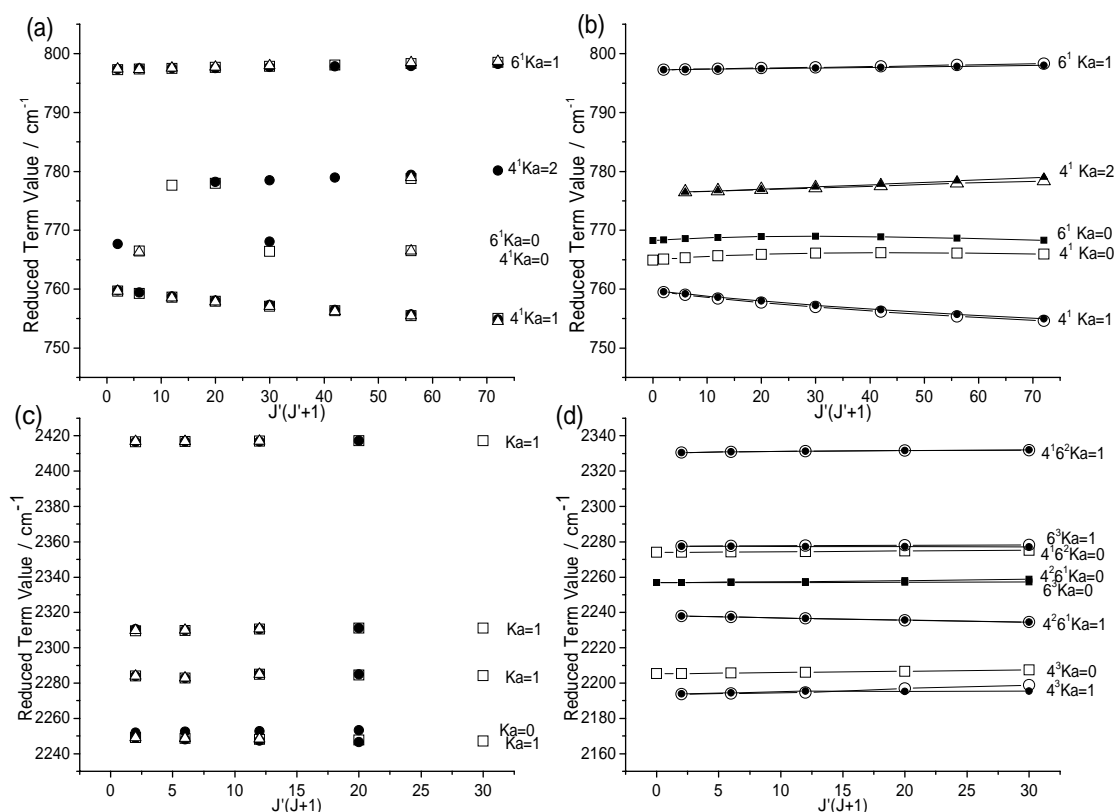 (a)
Reduced Term Value / cm⁻¹
800
790
780
770
760
750
6¹Ka=1
4¹Ka=2
6¹Ka=0
4¹Ka=0
4¹Ka=1
0 10 20 30 40 50 60 70
J'(J'+1)
(b)
Reduced Term Value / cm⁻¹
800
790
780
770
760
750
6¹ Ka=1
4¹ Ka=2
6¹ Ka=0
4¹ Ka=0
4¹ Ka=1
0 10 20 30 40 50 60 70
J'(J'+1)
(c)
Reduced Term Value / cm⁻¹
2420
2400
2380
2360
2340
2320
2300
2280
2260
2240
Ka=1
Ka=1
Ka=1
Ka=0
Ka=1
0 5 10 15 20 25 30
J'(J+1)
(d)
Reduced Term Value / cm⁻¹
2340
2320
2300
2280
2260
2240
2220
2200
2180
2160
4¹6²Ka=1
6³Ka=1
4¹6²Ka=0
4²6¹Ka=0
6³Ka=0
4²6¹Ka=1
4³Ka=0
4³Ka=1
0 5 10 15 20 25 30
J'(J+1)